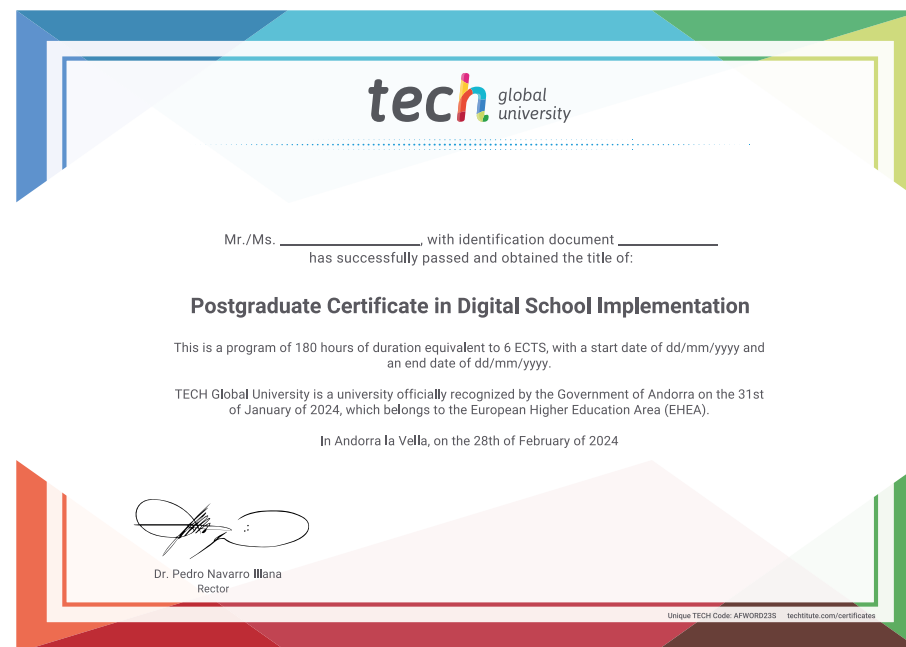 tech global
university
Mr./Ms. ______________, with identification document __________
has successfully passed and obtained the title of:
Postgraduate Certificate in Digital School Implementation
This is a program of 180 hours of duration equivalent to 6 ECTS, with a start date of dd/mm/yyyy and
an end date of dd/mm/yyyy.
TECH Global University is a university officially recognized by the Government of Andorra on the 31st
of January of 2024, which belongs to the European Higher Education Area (EHEA).
In Andorra la Vella, on the 28th of February of 2024
Dr. Pedro Navarro Illana
Rector
Unique TECH Code: AFWORD23S techtitute.com/certificates